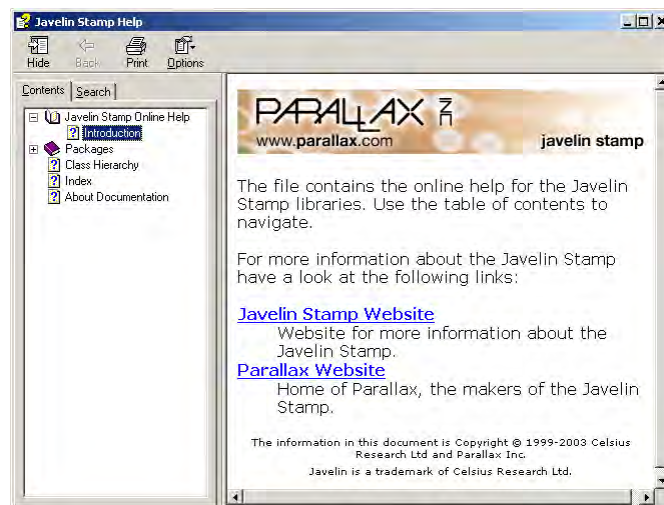 Javelin Stamp Help
Hide Back Print Options
Contents Search
Javelin Stamp Online Help
Introduction
Packages
Class Hierarchy
Index
About Documentation
PARALLAX
www.parallax.com
javelin stamp
The file contains the online help for the Javelin
Stamp libraries. Use the table of contents to
navigate.
For more information about the Javelin Stamp
have a look at the following links:
Javelin Stamp Website
Website for more information about the
Javelin Stamp.
Parallax Website
Home of Parallax, the makers of the Javelin
Stamp.
The information in this document is Copyright © 1999-2003 Celsius
Research Ltd and Parallax Inc.
Javelin is a trademark of Celsius Research Ltd.